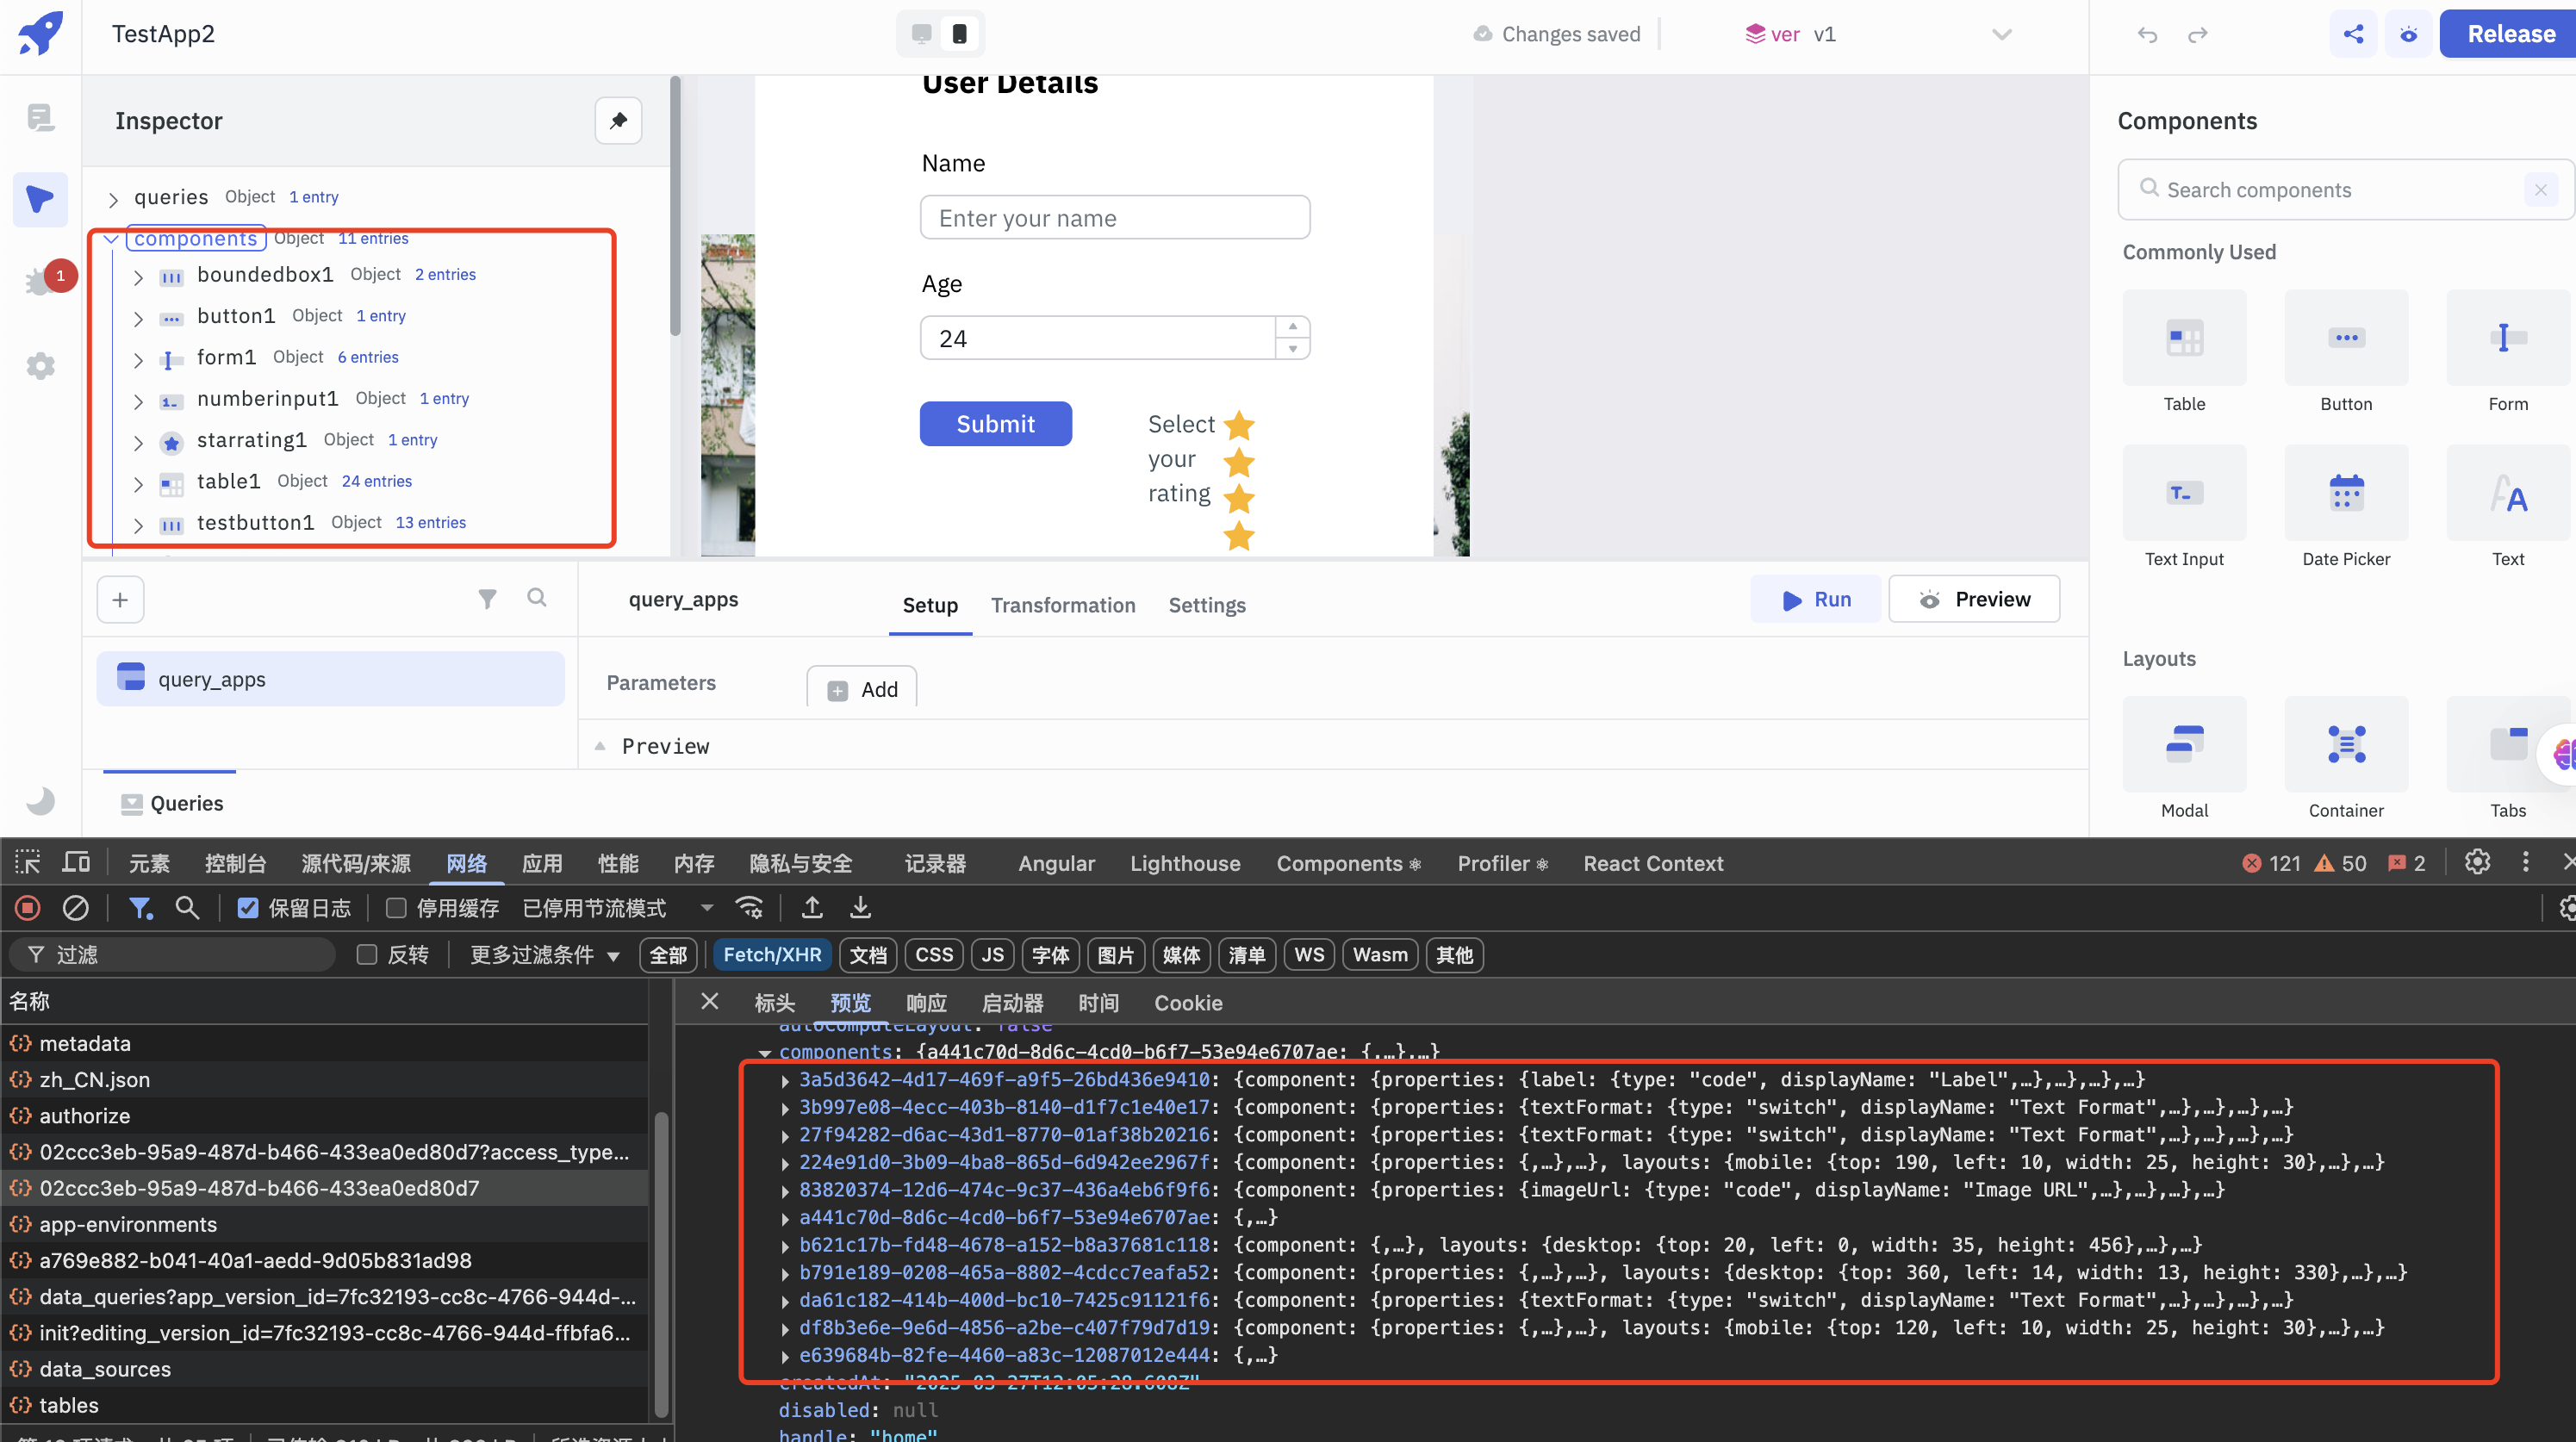 TestApp2
Changes saved
ver v1
Release
Inspector
queries Object 1 entry
components Object 11 entries
boundedbox1 Object 2 entries
button1 Object 1 entry
form1 Object 6 entries
numberinput1 Object 1 entry
starrating1 Object 1 entry
table1 Object 24 entries
testbutton1 Object 13 entries
1
User Details
Name
Enter your name
Age
24
Submit
Select
your
rating
Components
Search components
Commonly Used
Table
Button
Form
Text Input
Date Picker
Text
Layouts
Modal
Container
Tabs
query_apps
Setup
Transformation
Settings
Run
Preview
query_apps
Parameters
Add
Preview
Queries
元素
控制台
源代码/来源
网络
应用
性能
内存
隐私与安全
记录器
Angular
Lighthouse
Components
Profiler
React Context
121
50
2
保留日志
停用缓存
已停用节流模式
过滤
反转
更多过滤条件
全部
Fetch/XHR
文档
CSS
JS
字体
图片
媒体
清单
WS
Wasm
其他
名称
metadata
zh_CN.json
authorize
02ccc3eb-95a9-487d-b466-433ea0ed80d7?access_type...
02ccc3eb-95a9-487d-b466-433ea0ed80d7
app-environments
a769e882-b041-40a1-aedd-9d05b831ad98
data_queries?app_version_id=7fc32193-cc8c-4766-944d-...
init?editing_version_id=7fc32193-cc8c-4766-944d-ffbfa6...
data_sources
tables
标头
预览
响应
启动器
时间
Cookie
autoComputeLayout: false
components: {a441c70d-8d6c-4cd0-b6f7-53e94e6707ae: {,…},…}
3a5d3642-4d17-469f-a9f5-26bd436e9410: {component: {properties: {label: {type: "code", displayName: "Label",…},…},…},…}
3b997e08-4ecc-403b-8140-d1f7c1e40e17: {component: {properties: {textFormat: {type: "switch", displayName: "Text Format",…},…},…},…}
27f94282-d6ac-43d1-8770-01af38b20216: {component: {properties: {textFormat: {type: "switch", displayName: "Text Format",…},…},…},…}
224e91d0-3b09-4ba8-865d-6d942ee2967f: {component: {properties: {,…},…}, layouts: {mobile: {top: 190, left: 10, width: 25, height: 30},…},…}
83820374-12d6-474c-9c37-436a4eb6f9f6: {component: {properties: {imageUrl: {type: "code", displayName: "Image URL",…},…},…},…}
a441c70d-8d6c-4cd0-b6f7-53e94e6707ae: {,…}
b621c17b-fd48-4678-a152-b8a37681c118: {component: {,…}, layouts: {desktop: {top: 20, left: 0, width: 35, height: 456},…},…}
b791e189-0208-465a-8802-4cdcc7eafa52: {component: {properties: {,…},…}, layouts: {desktop: {top: 360, left: 14, width: 13, height: 330},…},…}
da61c182-414b-400d-bc10-7425c91121f6: {component: {properties: {textFormat: {type: "switch", displayName: "Text Format",…},…},…},…}
df8b3e6e-9e6d-4856-a2be-c407f79d7d19: {component: {properties: {,…},…}, layouts: {mobile: {top: 120, left: 10, width: 25, height: 30},…},…}
e639684b-82fe-4460-a83c-12087012e444: {,…}
createdAt: "2025-03-27T12:05:28.608Z"
disabled: null
handle: "home"